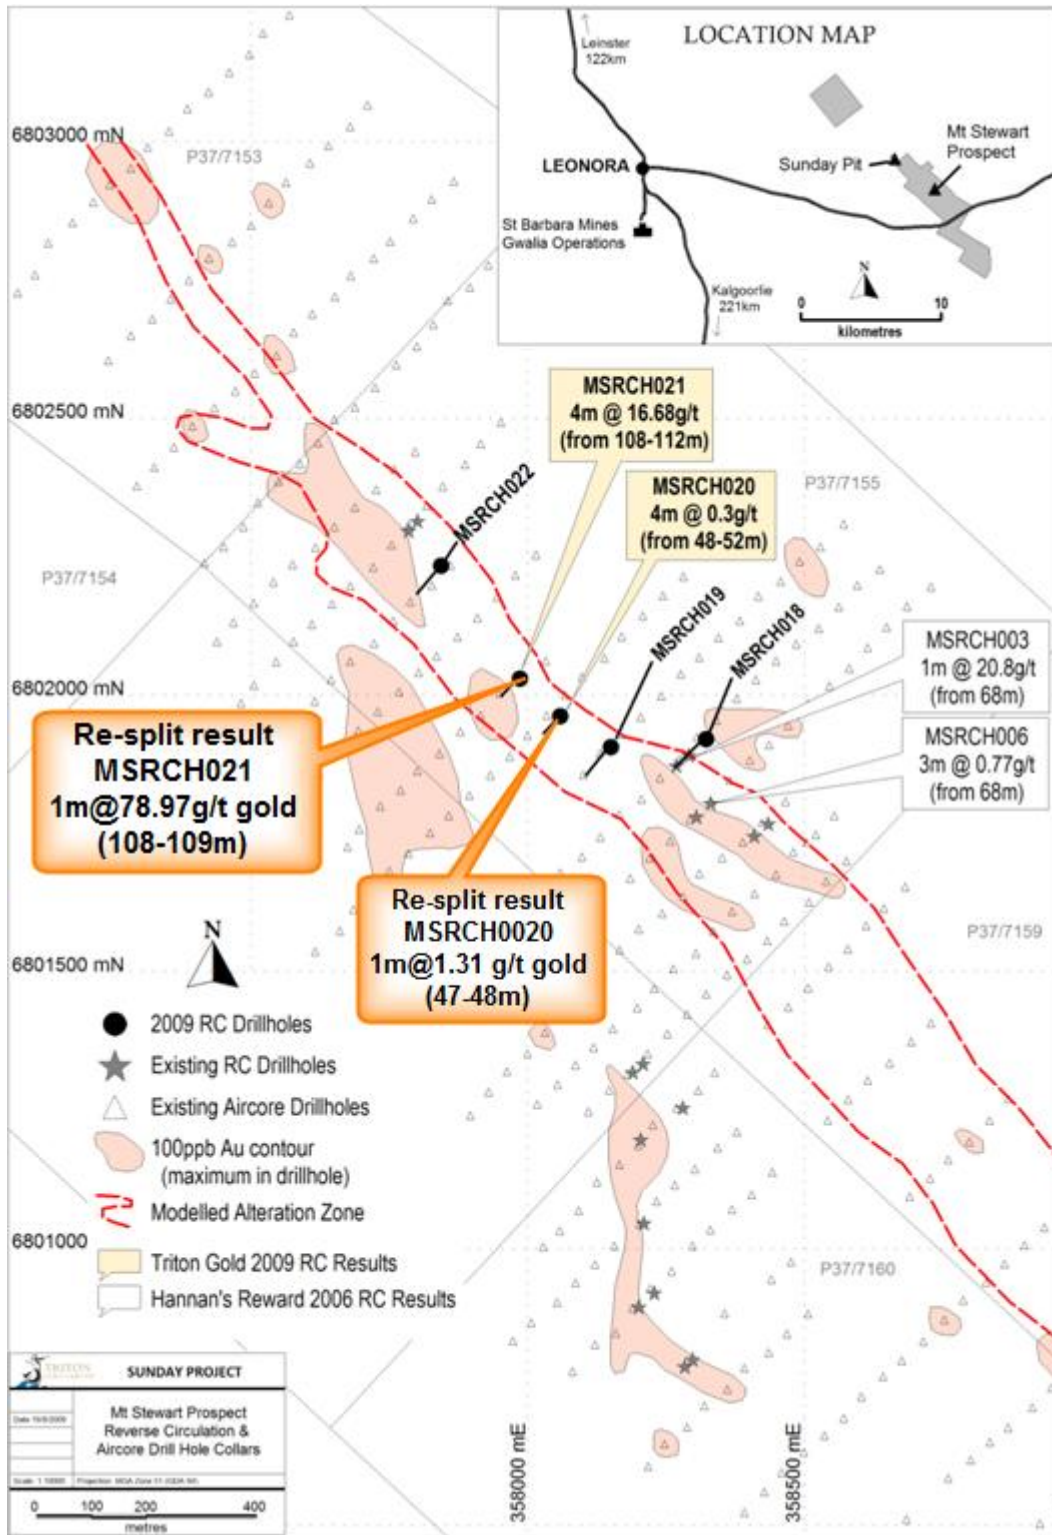 LOCATION MAP
Leinster
122km
Mt Stewart
Prospect
Sunday Pit
LEONORA
St Barbara Mines
Gwalia Operations
Kalgoorlie
221km
N
0 10
kilometres
6803000 mN
P37/7153
6802500 mN
MSRCH021
4m @ 16.68g/t
(from 108-112m)
MSRCH022
MSRCH020
4m @ 0.3g/t
(from 48-52m)
P37/7155
P37/7154
MSRCH019
MSRCH018
MSRCH003
1m @ 20.8g/t
(from 68m)
6802000 mN
MSRCH006
3m @ 0.77g/t
(from 68m)
Re-split result
MSRCH021
1m@78.97g/t gold
(108-109m)
Re-split result
MSRCH0020
1m@1.31 g/t gold
(47-48m)
P37/7159
6801500 mN
N
2009 RC Drillholes
Existing RC Drillholes
Existing Aircore Drillholes
100ppb Au contour
(maximum in drillhole)
Modelled Alteration Zone
6801000
Triton Gold 2009 RC Results
Hannan's Reward 2006 RC Results
P37/7160
TRITON
SUNDAY PROJECT
Mt Stewart Prospect
Reverse Circulation &
Aircore Drill Hole Collars
0 100 200 400
metres
358000 mE
358500 mE